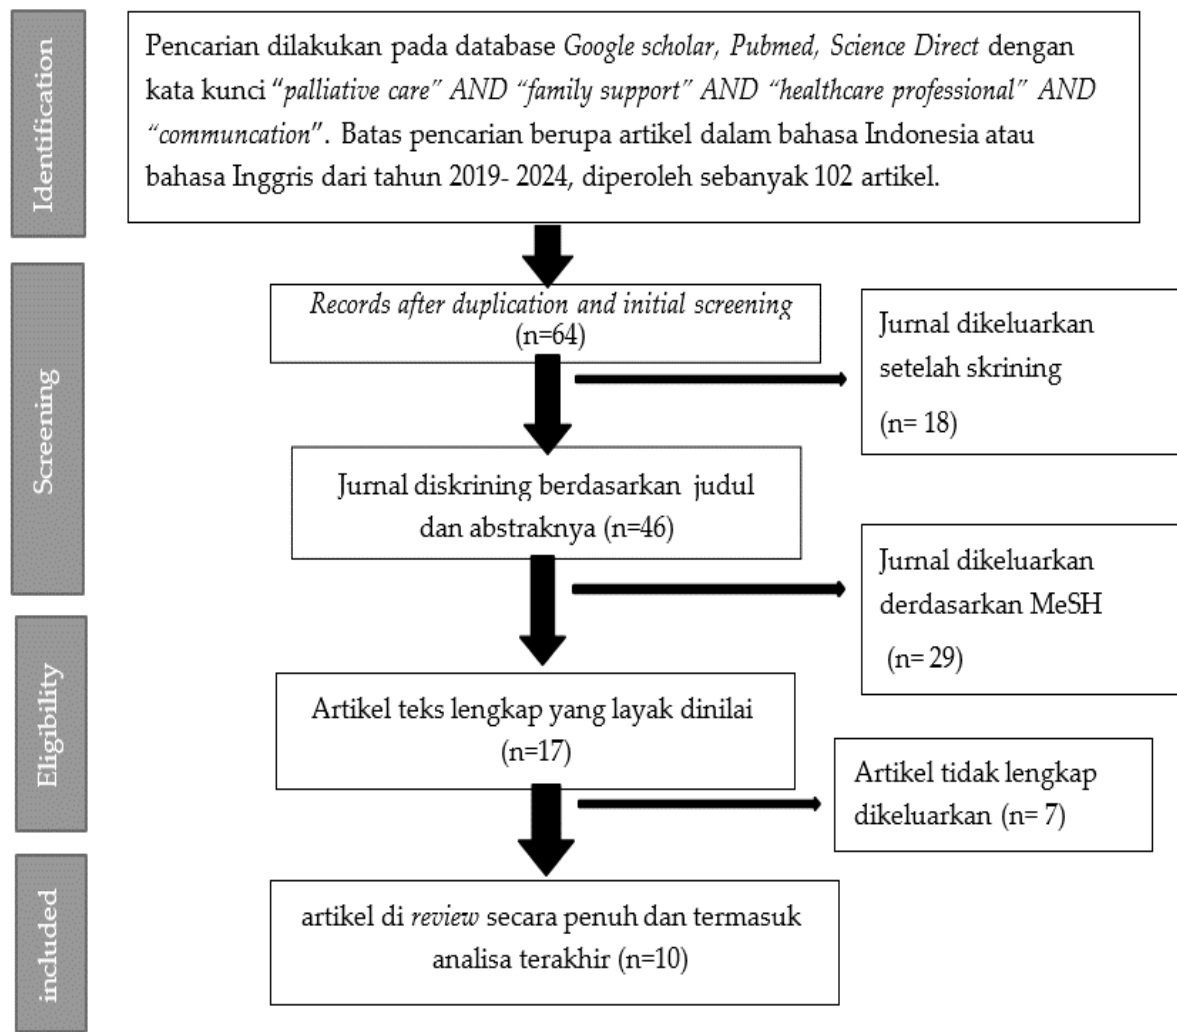 Identification
Pencarian dilakukan pada database Google scholar, Pubmed, Science Direct dengan
kata kunci “palliative care” AND “family support” AND “healthcare professional” AND
“communcation”. Batas pencarian berupa artikel dalam bahasa Indonesia atau
bahasa Inggris dari tahun 2019- 2024, diperoleh sebanyak 102 artikel.
Screening
Records after duplication and initial screening
(n=64)
Jurnal dikeluarkan
setelah skrining
(n= 18)
Jurnal diskrining berdasarkan judul
dan abstraknya (n=46)
Jurnal dikeluarkan
derdasarkan MeSH
(n= 29)
Eligibility
Artikel teks lengkap yang layak dinilai
(n=17)
Artikel tidak lengkap
dikeluarkan (n= 7)
included
artikel di review secara penuh dan termasuk
analisa terakhir (n=10)